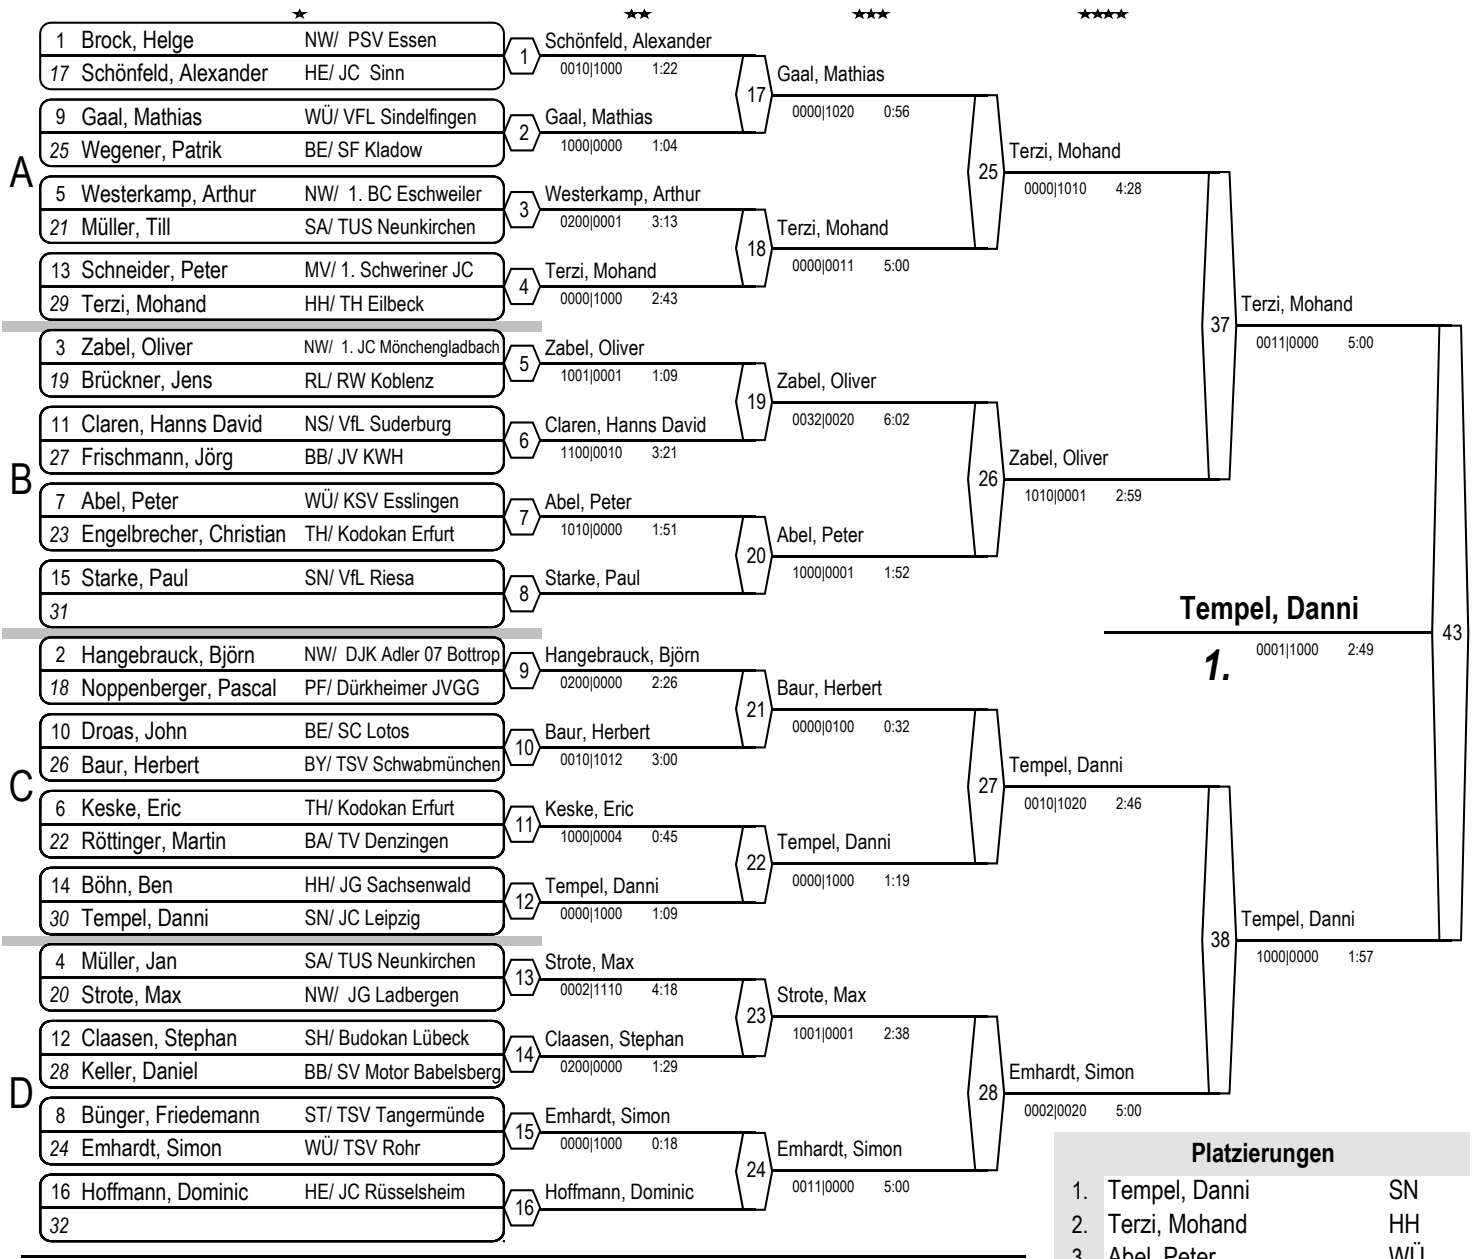 ★ ★★ ★★★ ★★★★
1 Brock, Helge NW/ PSV Essen
17 Schönfeld, Alexander HE/ JC Sinn
1
Schönfeld, Alexander
0010|1000 1:22
9 Gaal, Mathias WÜ/ VFL Sindelfingen
25 Wegener, Patrik BE/ SF Kladow
2
Gaal, Mathias
1000|0000 1:04
17
Gaal, Mathias
0000|1020 0:56
A
5 Westerkamp, Arthur NW/ 1. BC Eschweiler
21 Müller, Till SA/ TUS Neunkirchen
3
Westerkamp, Arthur
0200|0001 3:13
13 Schneider, Peter MV/ 1. Schweriner JC
29 Terzi, Mohand HH/ TH Eilbeck
4
Terzi, Mohand
0000|1000 2:43
18
Terzi, Mohand
0000|0011 5:00
25
Terzi, Mohand
0000|1010 4:28
3 Zabel, Oliver NW/ 1. JC Mönchengladbach
19 Brückner, Jens RL/ RW Koblenz
5
Zabel, Oliver
1001|0001 1:09
11 Claren, Hanns David NS/ VfL Suderburg
27 Frischmann, Jörg BB/ JV KWH
6
Claren, Hanns David
1100|0010 3:21
19
Zabel, Oliver
0032|0020 6:02
B
7 Abel, Peter WÜ/ KSV Esslingen
23 Engelbrecher, Christian TH/ Kodokan Erfurt
7
Abel, Peter
1010|0000 1:51
15 Starke, Paul SN/ VfL Riesa
31
8
Starke, Paul
20
Abel, Peter
1000|0001 1:52
26
Zabel, Oliver
1010|0001 2:59
37
Terzi, Mohand
0011|0000 5:00
2 Hangebrauck, Björn NW/ DJK Adler 07 Bottrop
18 Noppenberger, Pascal PF/ Dürkheimer JVGG
9
Hangebrauck, Björn
0200|0000 2:26
10 Droas, John BE/ SC Lotos
26 Baur, Herbert BY/ TSV Schwabmünchen
10
Baur, Herbert
0010|1012 3:00
21
Baur, Herbert
0000|0100 0:32
C
6 Keske, Eric TH/ Kodokan Erfurt
22 Röttinger, Martin BA/ TV Denzingen
11
Keske, Eric
1000|0004 0:45
14 Böhn, Ben HH/ JG Sachsenwald
30 Tempel, Danni SN/ JC Leipzig
12
Tempel, Danni
0000|1000 1:09
22
Tempel, Danni
0000|1000 1:19
27
Tempel, Danni
0010|1020 2:46
4 Müller, Jan SA/ TUS Neunkirchen
20 Strote, Max NW/ JG Ladbergen
13
Strote, Max
0002|1110 4:18
12 Claasen, Stephan SH/ Budokan Lübeck
28 Keller, Daniel BB/ SV Motor Babelsberg
14
Claasen, Stephan
0200|0000 1:29
23
Strote, Max
1001|0001 2:38
D
8 Bünger, Friedemann ST/ TSV Tangermünde
24 Emhardt, Simon WÜ/ TSV Rohr
15
Emhardt, Simon
0000|1000 0:18
16 Hoffmann, Dominic HE/ JC Rüsselsheim
32
16
Hoffmann, Dominic
24
Emhardt, Simon
0011|0000 5:00
28
Emhardt, Simon
0002|0020 5:00
38
Tempel, Danni
1000|0000 1:57
43
Tempel, Danni
1. 0001|1000 2:49
Platzierungen
1. Tempel, Danni SN
2. Terzi, Mohand HH
3. Abel, Peter WÜ